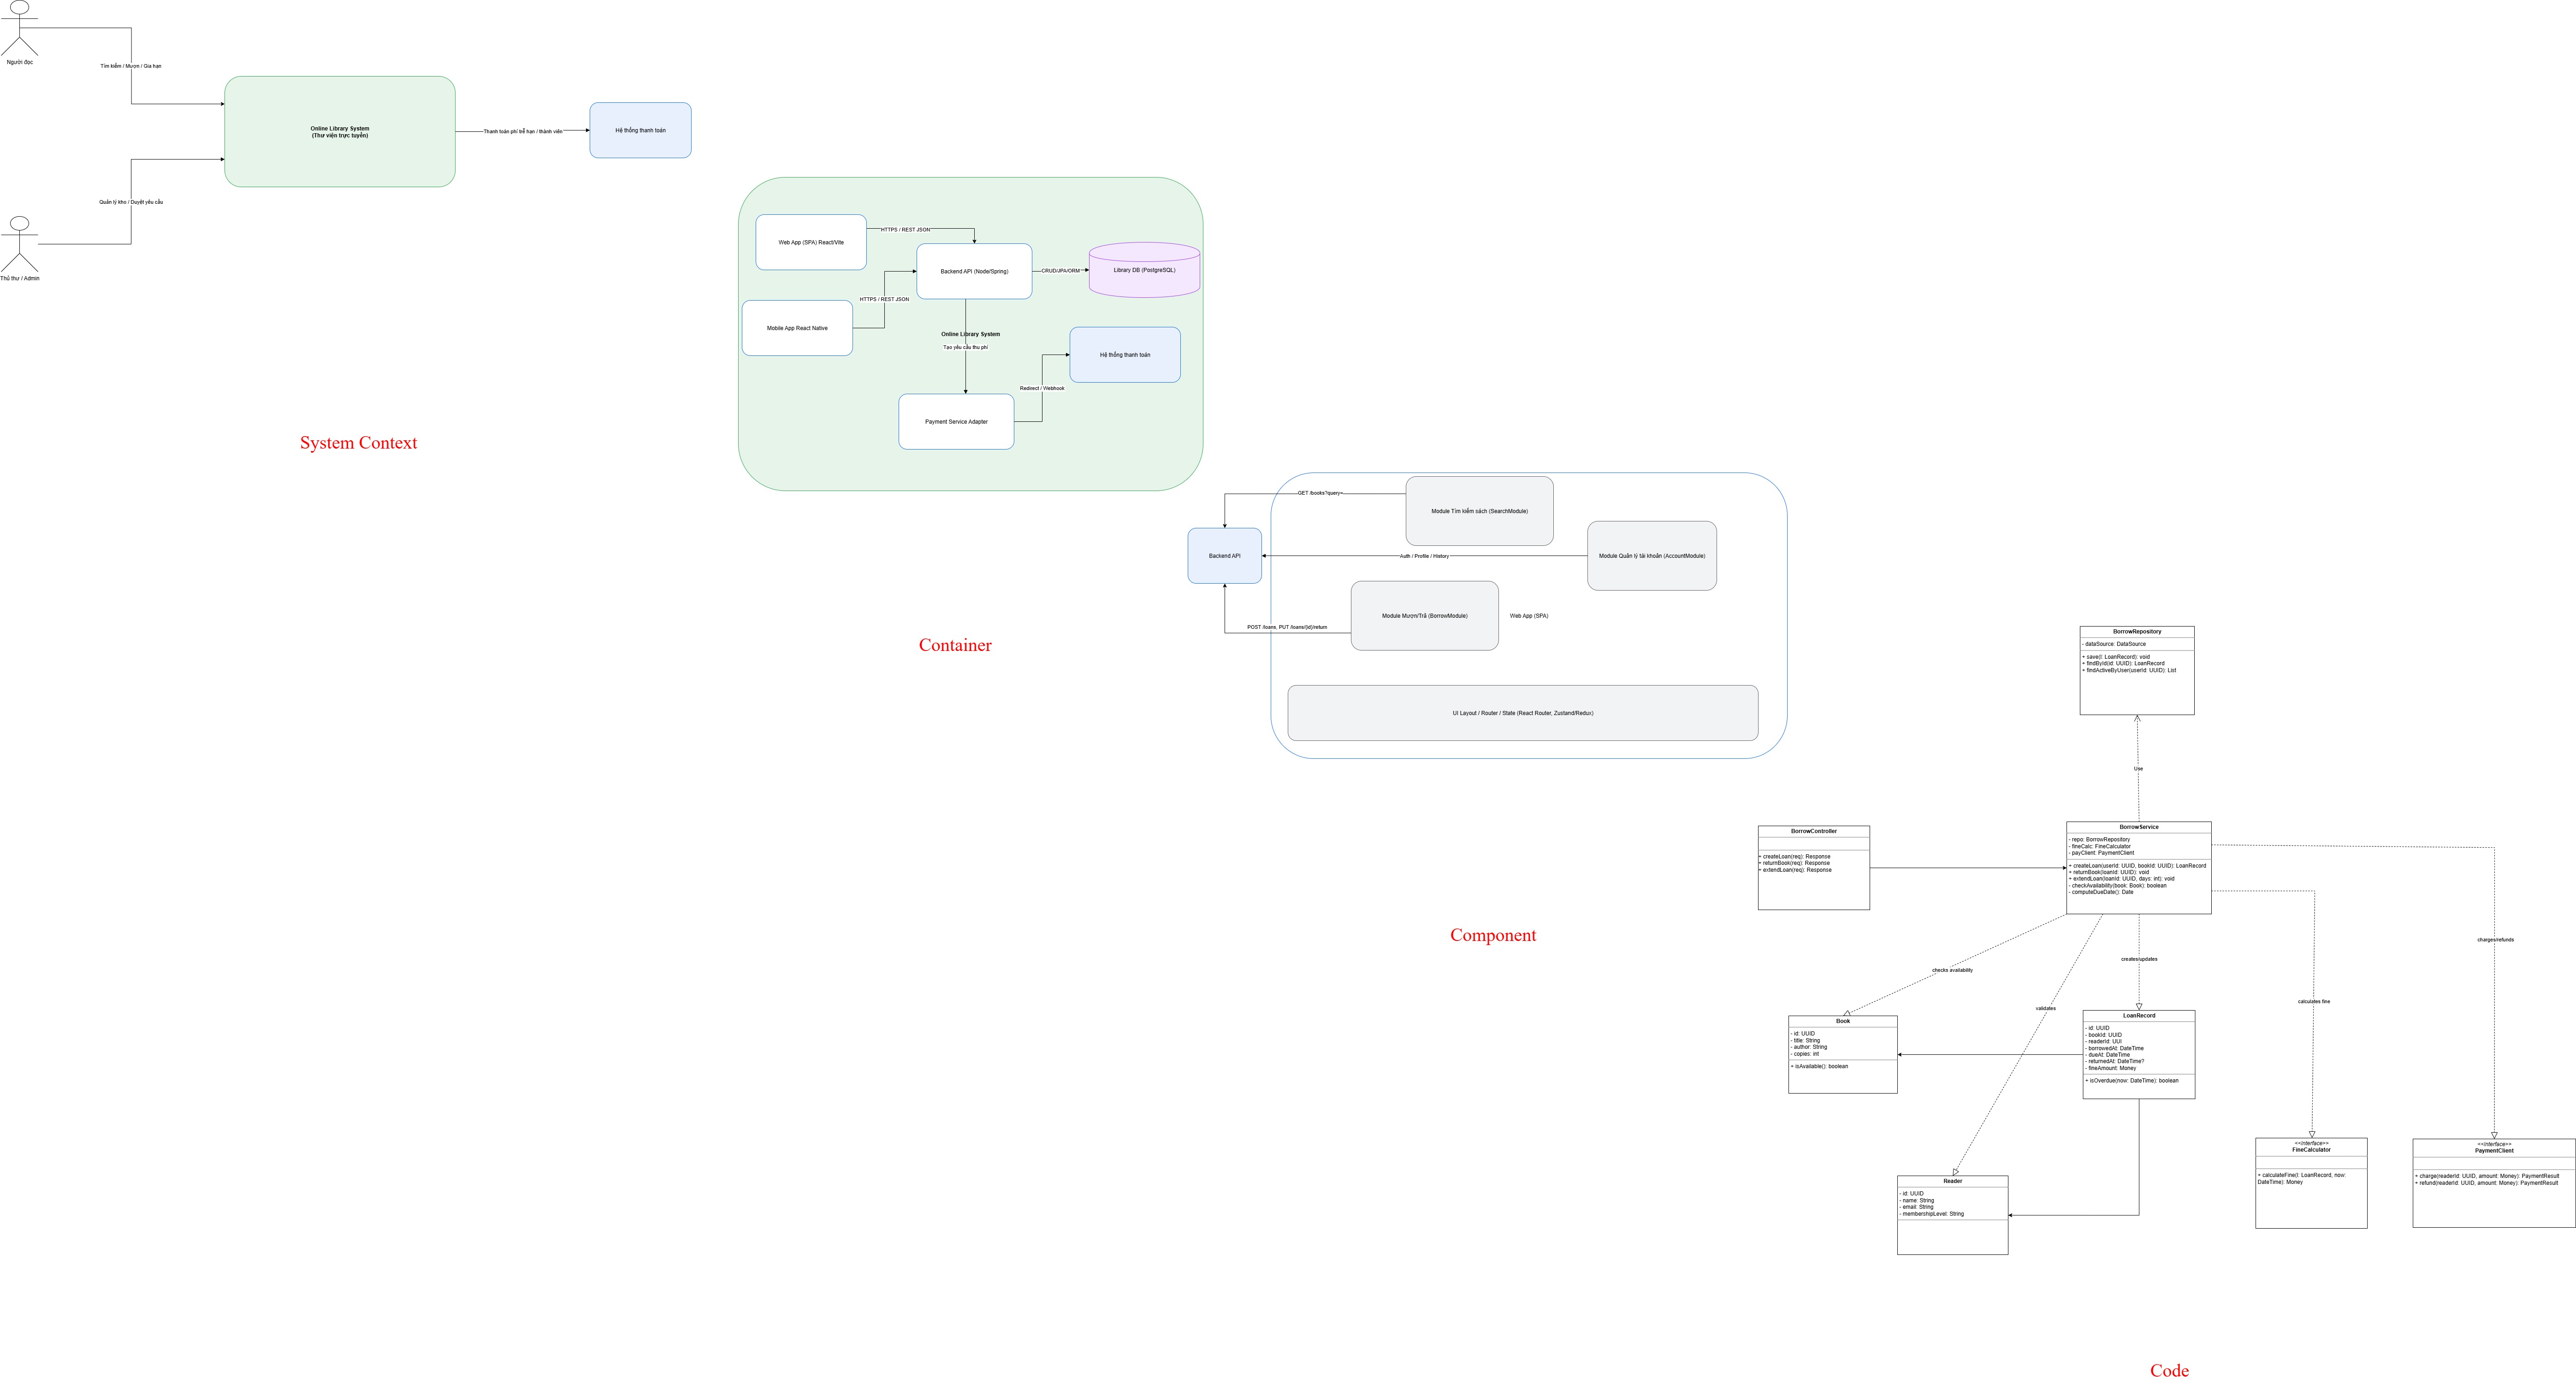 Người đọc
Tìm kiếm / Mượn / Gia hạn
Online Library System
(Thư viện trực tuyến)
Thanh toán phí trễ hạn / thành viên
Hệ thống thanh toán
Quản lý kho / Duyệt yêu cầu
Thủ thư / Admin
System Context
Web App (SPA) React/Vite
HTTPS / REST JSON
Backend API (Node/Spring)
CRUD/JPA/ORM
Library DB (PostgreSQL)
HTTPS / REST JSON
Mobile App React Native
Online Library System
Tạo yêu cầu thu phí
Hệ thống thanh toán
Redirect / Webhook
Payment Service Adapter
Container
GET /books?query=
Module Tìm kiếm sách (SearchModule)
Backend API
Auth / Profile / History
Module Quản lý tài khoản (AccountModule)
Module Mượn/Trả (BorrowModule)
Web App (SPA)
POST /loans, PUT /loans/{id}/return
UI Layout / Router / State (React Router, Zustand/Redux)
Component
BorrowRepository
- dataSource: DataSource
+ save(l: LoanRecord): void
+ findById(id: UUID): LoanRecord
+ findActiveByUser(userId: UUID): List
Use
BorrowController
+ createLoan(req): Response
+ returnBook(req): Response
+ extendLoan(req): Response
BorrowService
- repo: BorrowRepository
- fineCalc: FineCalculator
- payClient: PaymentClient
+ createLoan(userId: UUID, bookId: UUID): LoanRecord
+ returnBook(loanId: UUID): void
+ extendLoan(loanId: UUID, days: int): void
- checkAvailability(book: Book): boolean
- computeDueDate(): Date
checks availability
validates
creates/updates
calculates fine
charges/refunds
Book
- id: UUID
- title: String
- author: String
- copies: int
+ isAvailable(): boolean
LoanRecord
- id: UUID
- bookId: UUID
- readerId: UUI
- borrowedAt: DateTime
- dueAt: DateTime
- returnedAt: DateTime?
- fineAmount: Money
+ isOverdue(now: DateTime): boolean
Reader
- id: UUID
- name: String
- email: String
- membershipLevel: String
<<interface>>
FineCalculator
+ calculateFine(l: LoanRecord, now:
DateTime): Money
<<interface>>
PaymentClient
+ charge(readerId: UUID, amount: Money): PaymentResult
+ refund(readerId: UUID, amount: Money): PaymentResult
Code